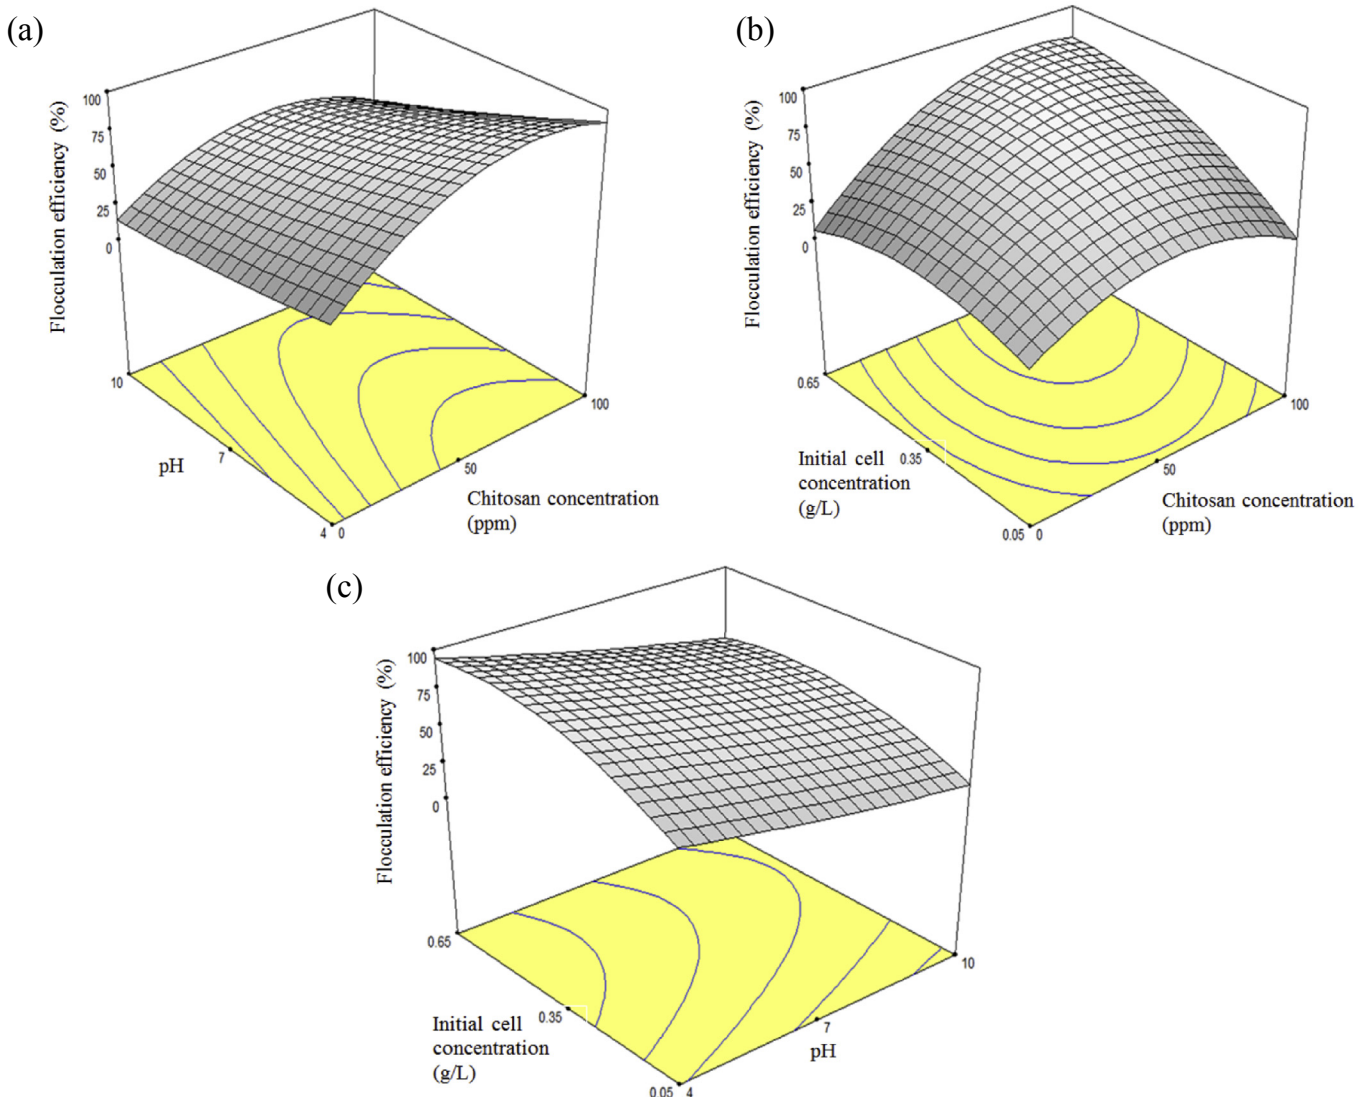 (a)
100
75
50
25
0
Flocculation efficiency (%)
10
pH
7
4
0
50
100
Chitosan concentration
(ppm)
(b)
100
75
50
25
0
Flocculation efficiency (%)
0.65
Initial cell
concentration
(g/L)
0.35
0.05
0
50
100
Chitosan concentration
(ppm)
(c)
100
75
50
25
0
Flocculation efficiency (%)
0.65
Initial cell
concentration
(g/L)
0.35
0.05
4
7
10
pH